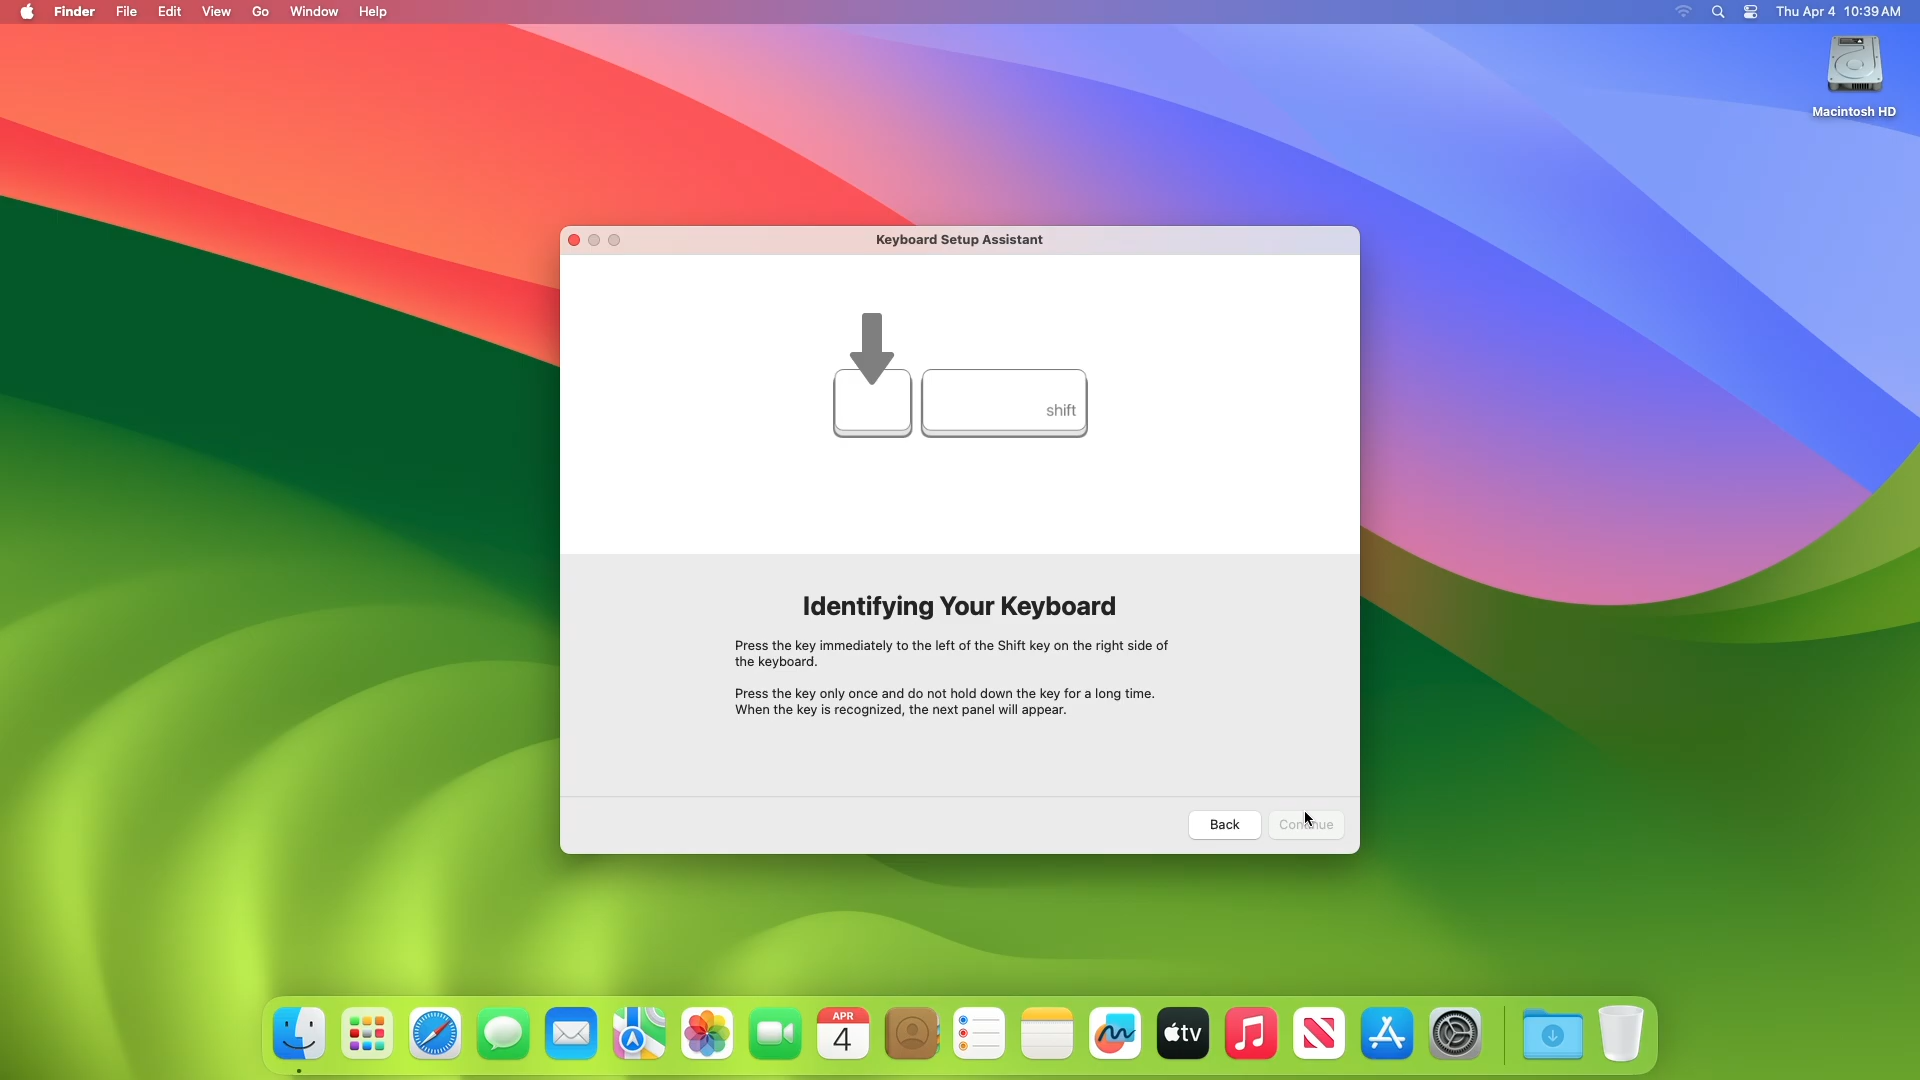 Finder File Edit View Go Window Help Thu Apr 4 10:39 AM
Macintosh HD
Keyboard Setup Assistant
shift
Identifying Your Keyboard
Press the key immediately to the left of the Shift key on the right side of
the keyboard.
Press the key only once and do not hold down the key for a long time.
When the key is recognized, the next panel will appear.
Back Continue
APR
4
tv